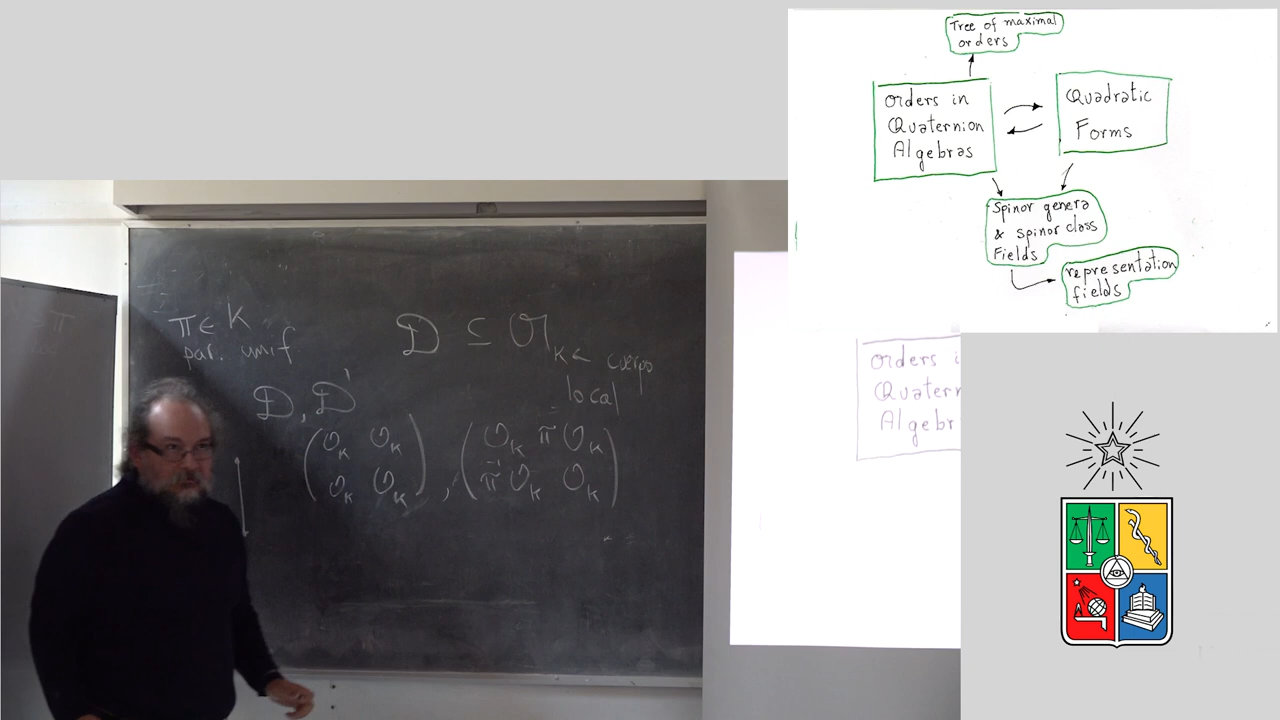 Tree of maximal
orders
Orders in
Quaternion
Algebras
Quadratic
Forms
Spinor genera
& spinor class
Fields
representation
fields
π ∈ K
par. unif
𝔇 ⊆ 𝔄_K ← cuerpo
local
𝔇, 𝔇'
(O_K O_K
O_K O_K), (O_K π O_K
π⁻¹ O_K O_K)
Orders i
Quatern
Algebr